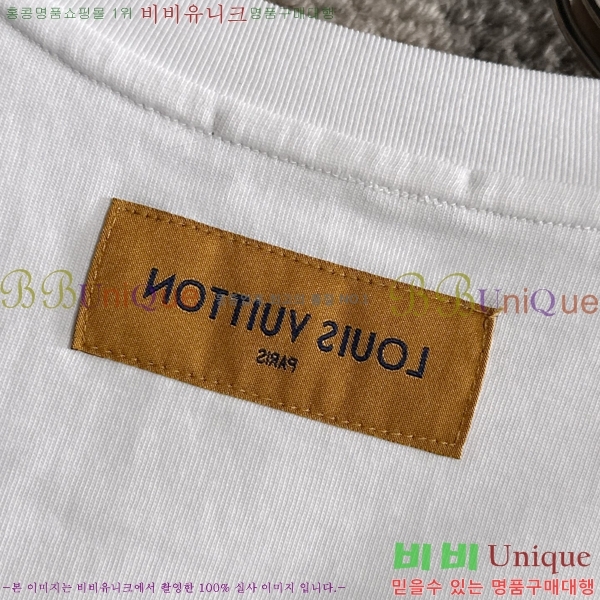 홍콩명품쇼핑몰 1위 비비유니크명품구매대행
BBUniQue BBUniQue
LOUIS VUITTON
PARIS
비비 Unique
믿을수 있는 명품구매대행
-본 이미지는 비비유니크에서 촬영한 100% 실사 이미지 입니다.-